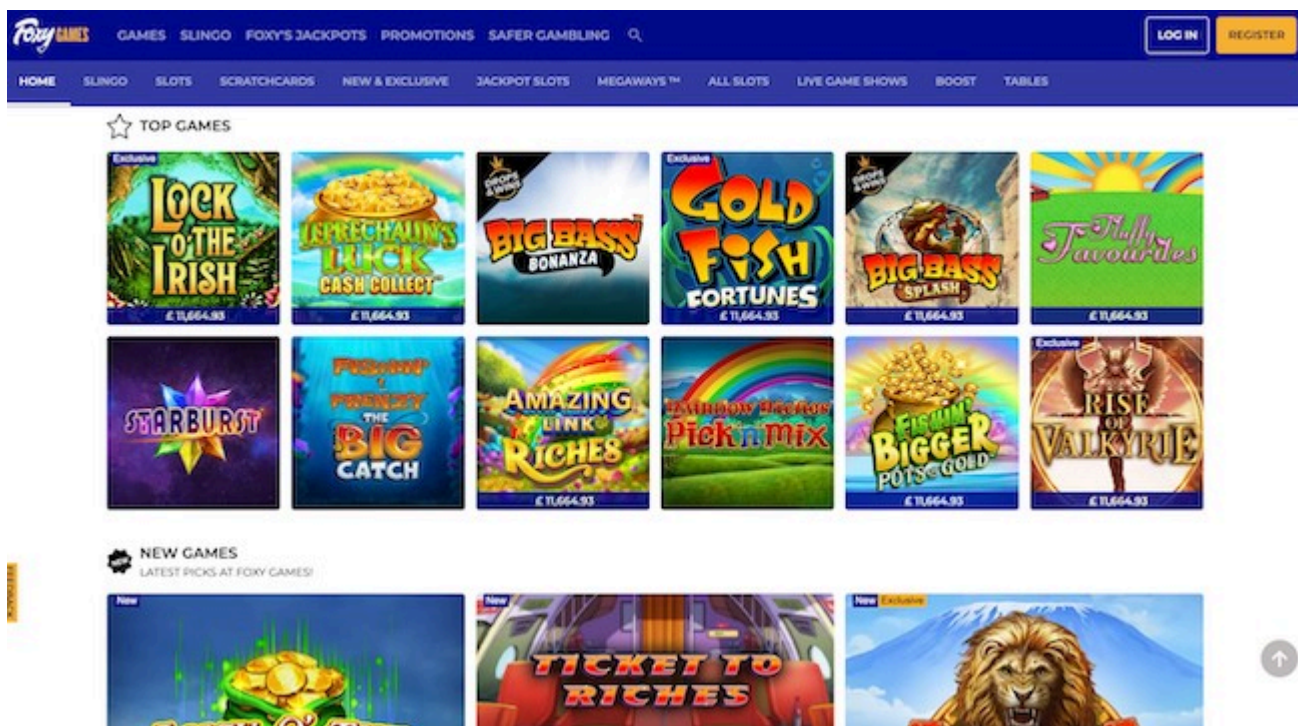 Foxy GAMES
GAMES SLINGO FOXY'S JACKPOTS PROMOTIONS SAFER GAMBLING
LOG IN
REGISTER
HOME SLINGO SLOTS SCRATCHCARDS NEW & EXCLUSIVE JACKPOT SLOTS MEGAWAYS™ ALL SLOTS LIVE GAME SHOWS BOOST TABLES
TOP GAMES
Exclusive
LOCK
O' THE
IRISH
£ 11,664.93
LEPRECHAUN'S
LUCK
CASH COLLECT™
£ 11,664.93
DROPS
& WINS
BIG BASS
BONANZA
Exclusive
GOLD
FISH
FORTUNES
£ 11,664.93
DROPS
& WINS
BIG BASS
SPLASH
£ 11,664.93
Fluffy
Favourites
£ 11,664.93
STARBURST
FRENZY
THE
BIG
CATCH
AMAZING
LINK
RICHES
£ 11,664.93
Rainbow Riches
Pick'n'mix
FISHIN'
BIGGER
POTS OF GOLD
£ 11,664.93
Exclusive
RISE
OF
VALKYRIE
£ 11,664.93
NEW GAMES
LATEST PICKS AT FOXY GAMES!
New
New
TICKET TO
RICHES
New Exclusive